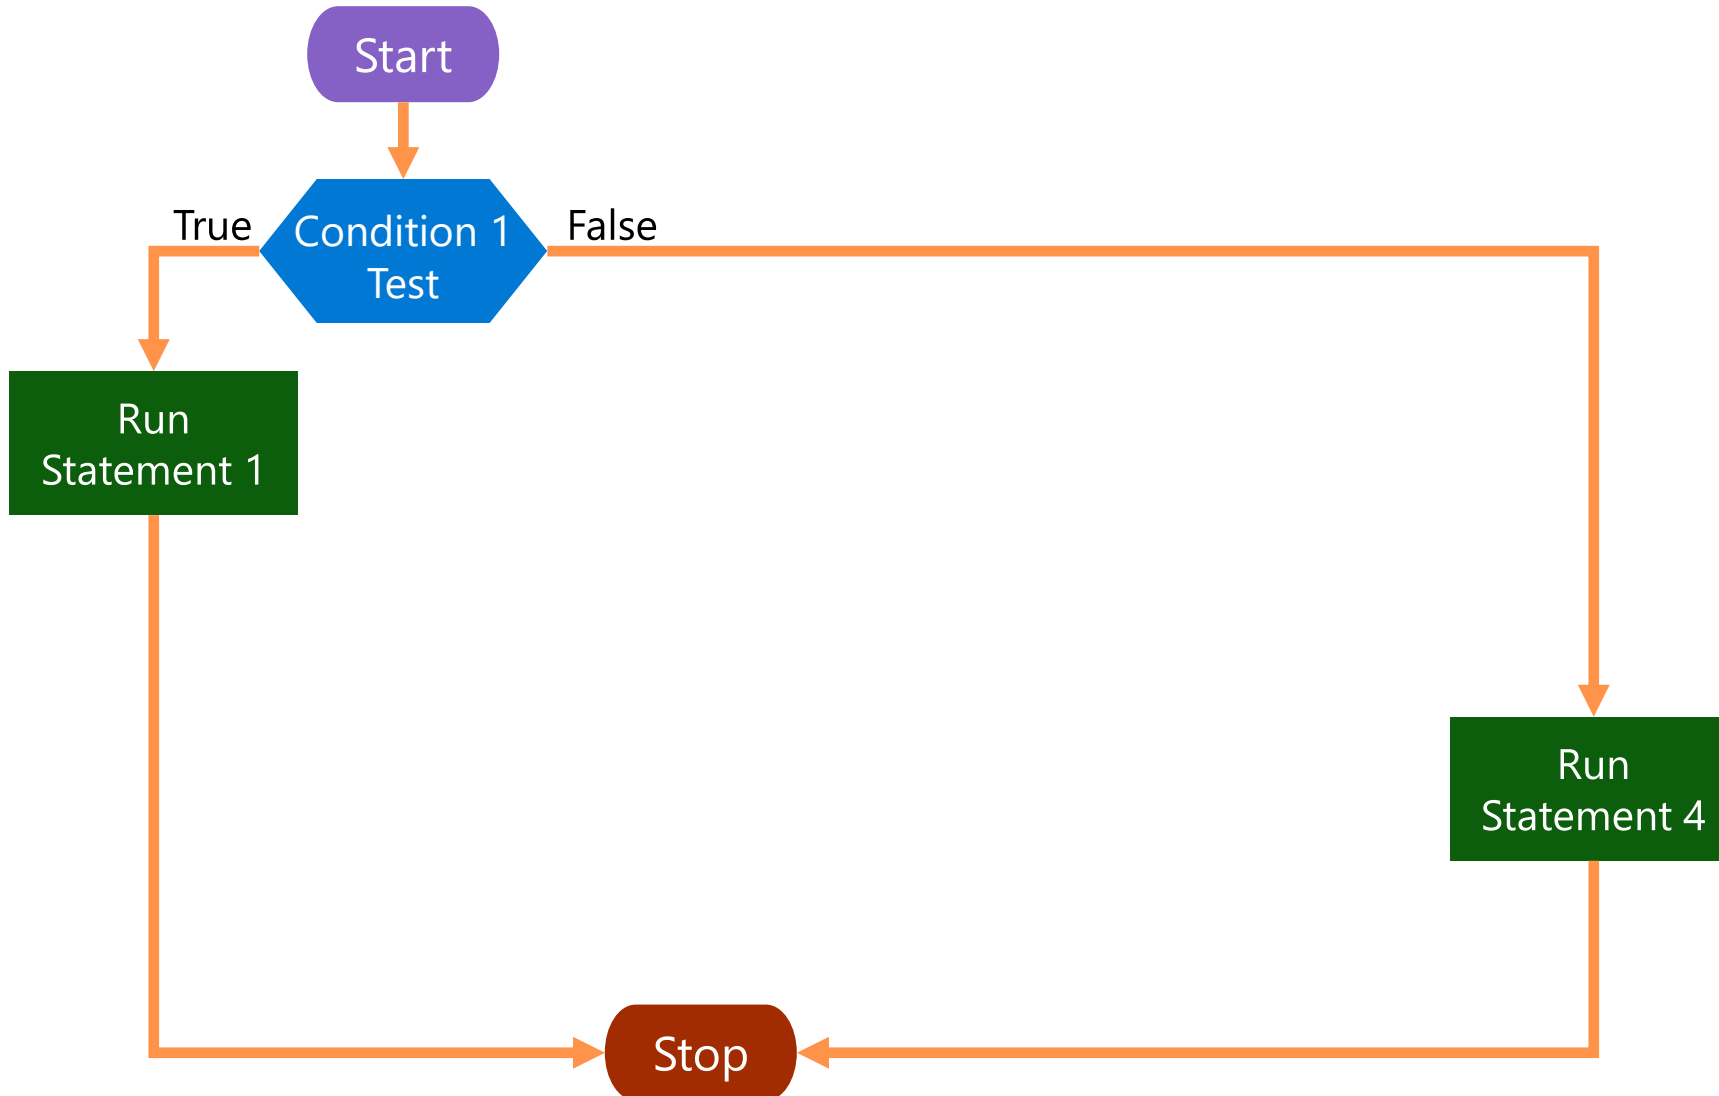 Start
True
False
Condition 1
Test
Run
Statement 1
Run
Statement 4
Stop